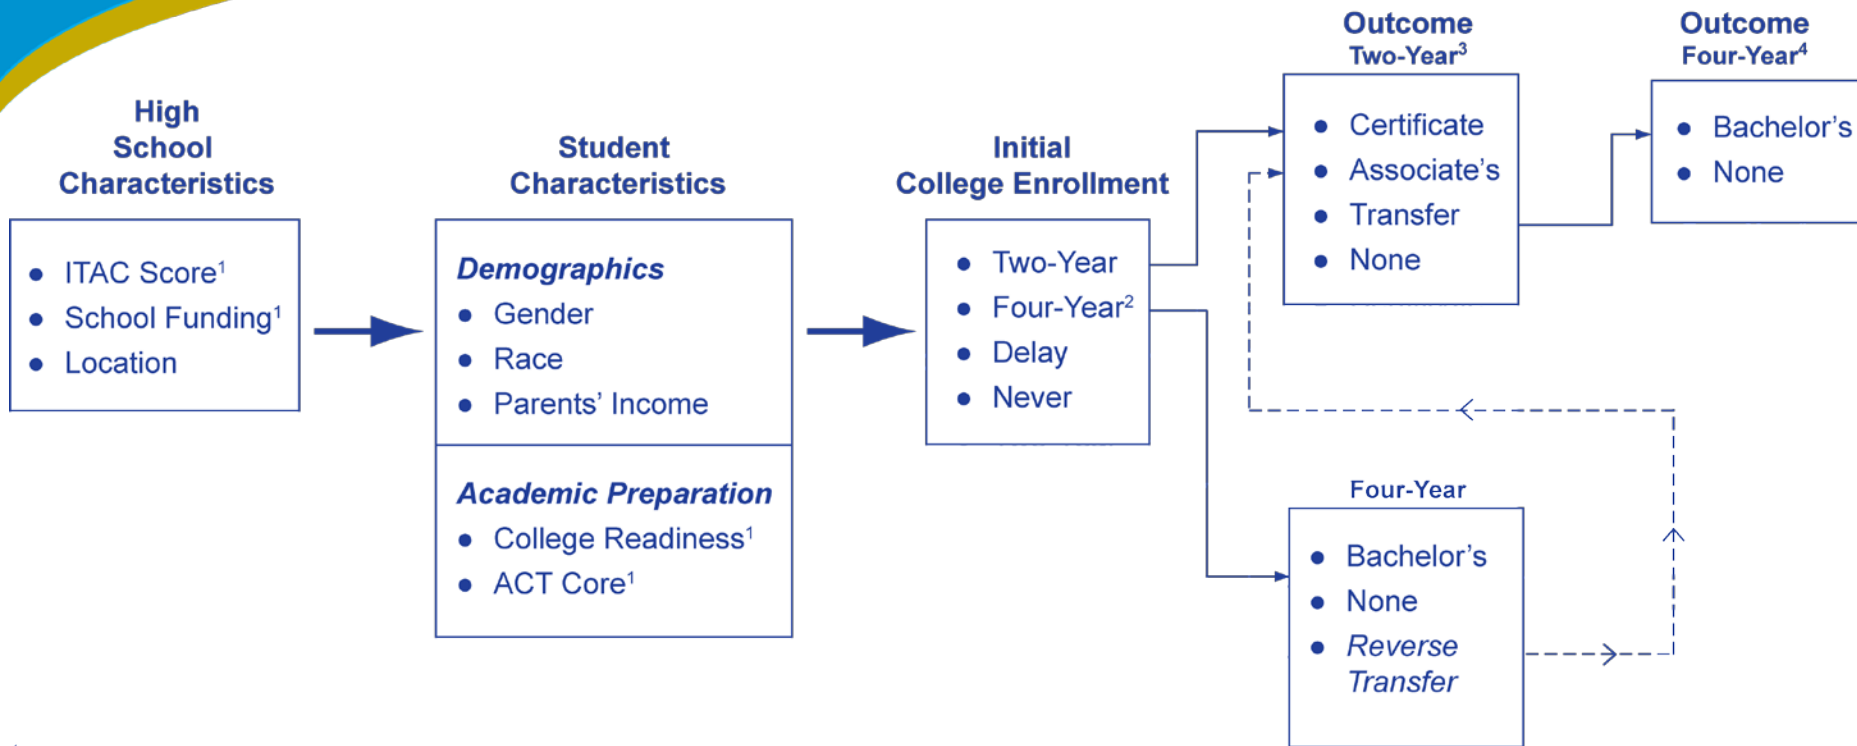 High
School
Characteristics
● ITAC Score¹
● School Funding¹
● Location
Student
Characteristics
Demographics
● Gender
● Race
● Parents’ Income
Academic Preparation
● College Readiness¹
● ACT Core¹
Initial
College Enrollment
● Two-Year
● Four-Year²
● Delay
● Never
Outcome
Two-Year³
● Certificate
● Associate’s
● Transfer
● None
Outcome
Four-Year⁴
● Bachelor’s
● None
Four-Year
● Bachelor’s
● None
● Reverse
Transfer